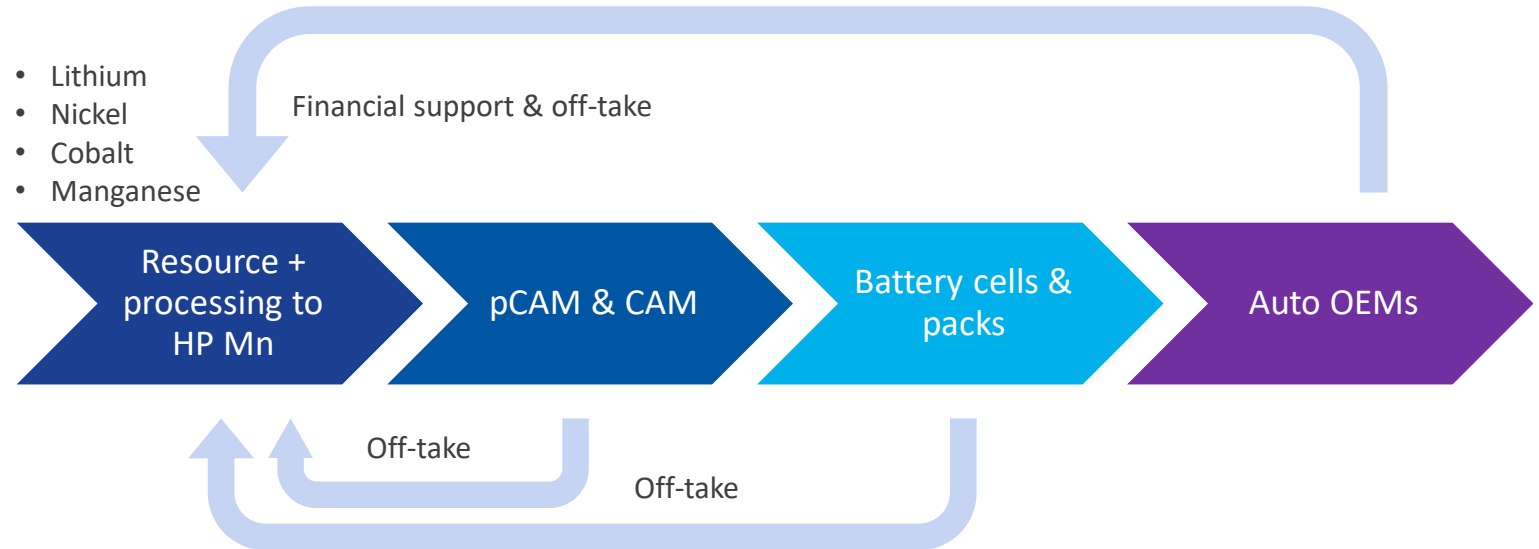 • Lithium
• Nickel
• Cobalt
• Manganese
Financial support & off-take
Resource +
processing to
HP Mn
pCAM & CAM
Battery cells &
packs
Auto OEMs
Off-take
Off-take